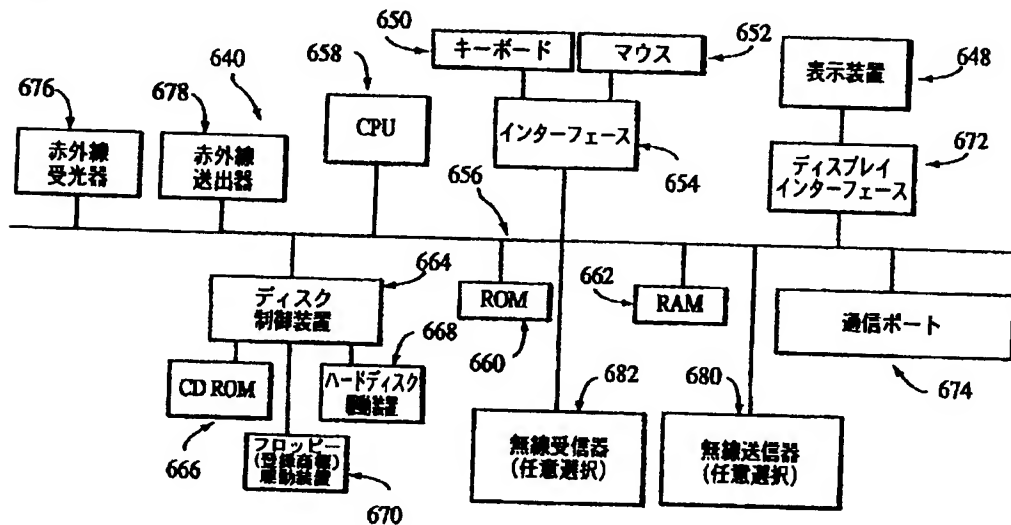 650
キーボード
マウス
652
658
640
676
678
CPU
赤外線
受光器
赤外線
送出器
インターフェース
654
表示装置
648
672
ディスプレイ
インターフェース
656
664
ディスク
制御装置
ROM
660
662
RAM
通信ポート
674
668
CD ROM
666
ハードディスク
駆動装置
フロッピー
(登録商標)
駆動装置
670
682
無線受信器
(任意選択)
680
無線送信器
(任意選択)